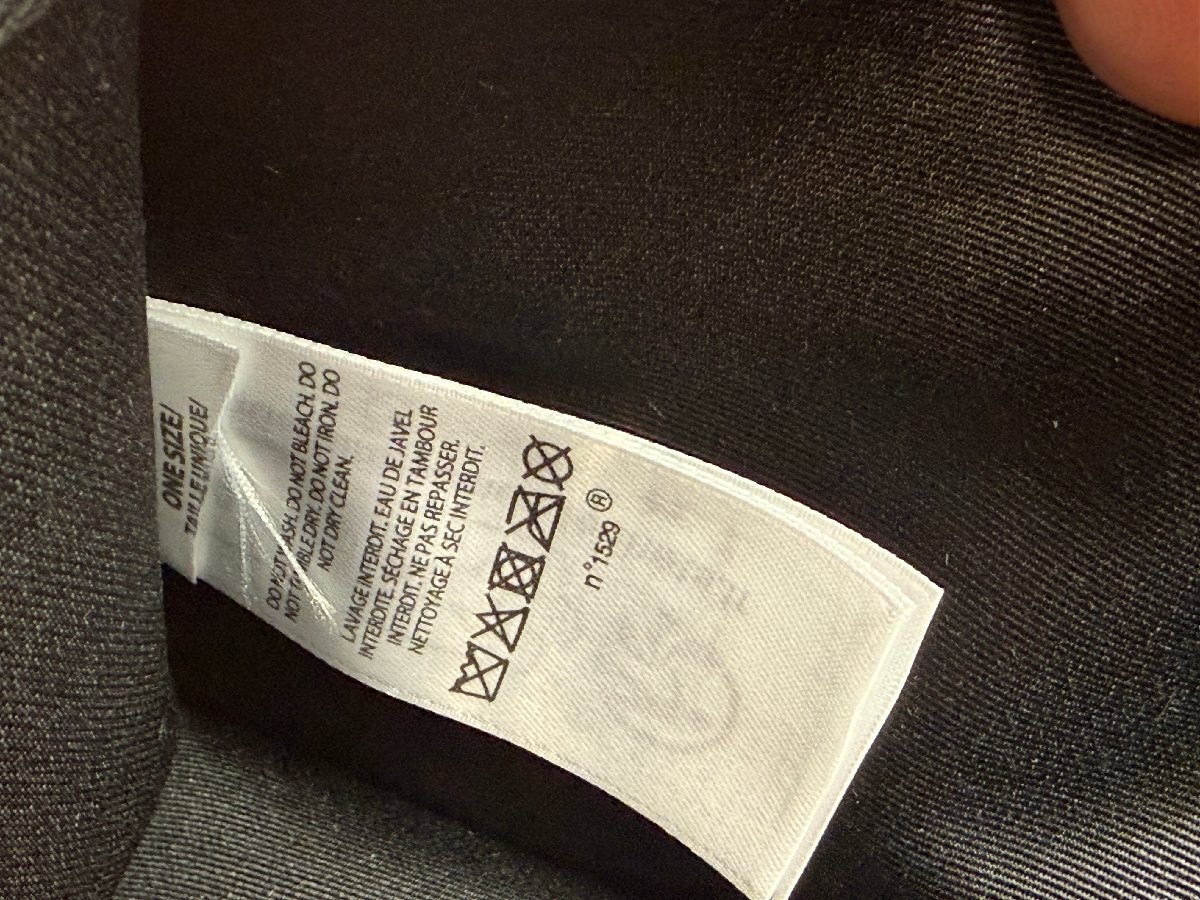 ONE SIZE/
TAILLE UNIQUE/
DO NOT WASH. DO NOT BLEACH. DO
NOT TUMBLE DRY. DO NOT IRON. DO
NOT DRY CLEAN.
LAVAGE INTERDIT. EAU DE JAVEL
INTERDITE. SÉCHAGE EN TAMBOUR
INTERDIT. NE PAS REPASSER.
NETTOYAGE À SEC INTERDIT.
n°1529 ®